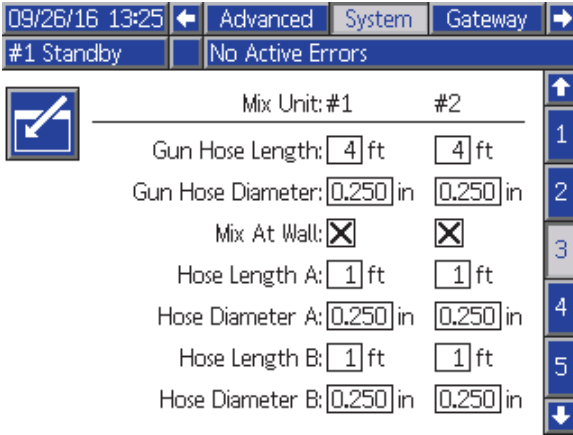 09/26/16 13:25 Advanced System Gateway
#1 Standby No Active Errors
Mix Unit: #1 #2
Gun Hose Length: 4 ft 4 ft
Gun Hose Diameter: 0.250 in 0.250 in
Mix At Wall:
Hose Length A: 1 ft 1 ft
Hose Diameter A: 0.250 in 0.250 in
Hose Length B: 1 ft 1 ft
Hose Diameter B: 0.250 in 0.250 in
1
2
3
4
5